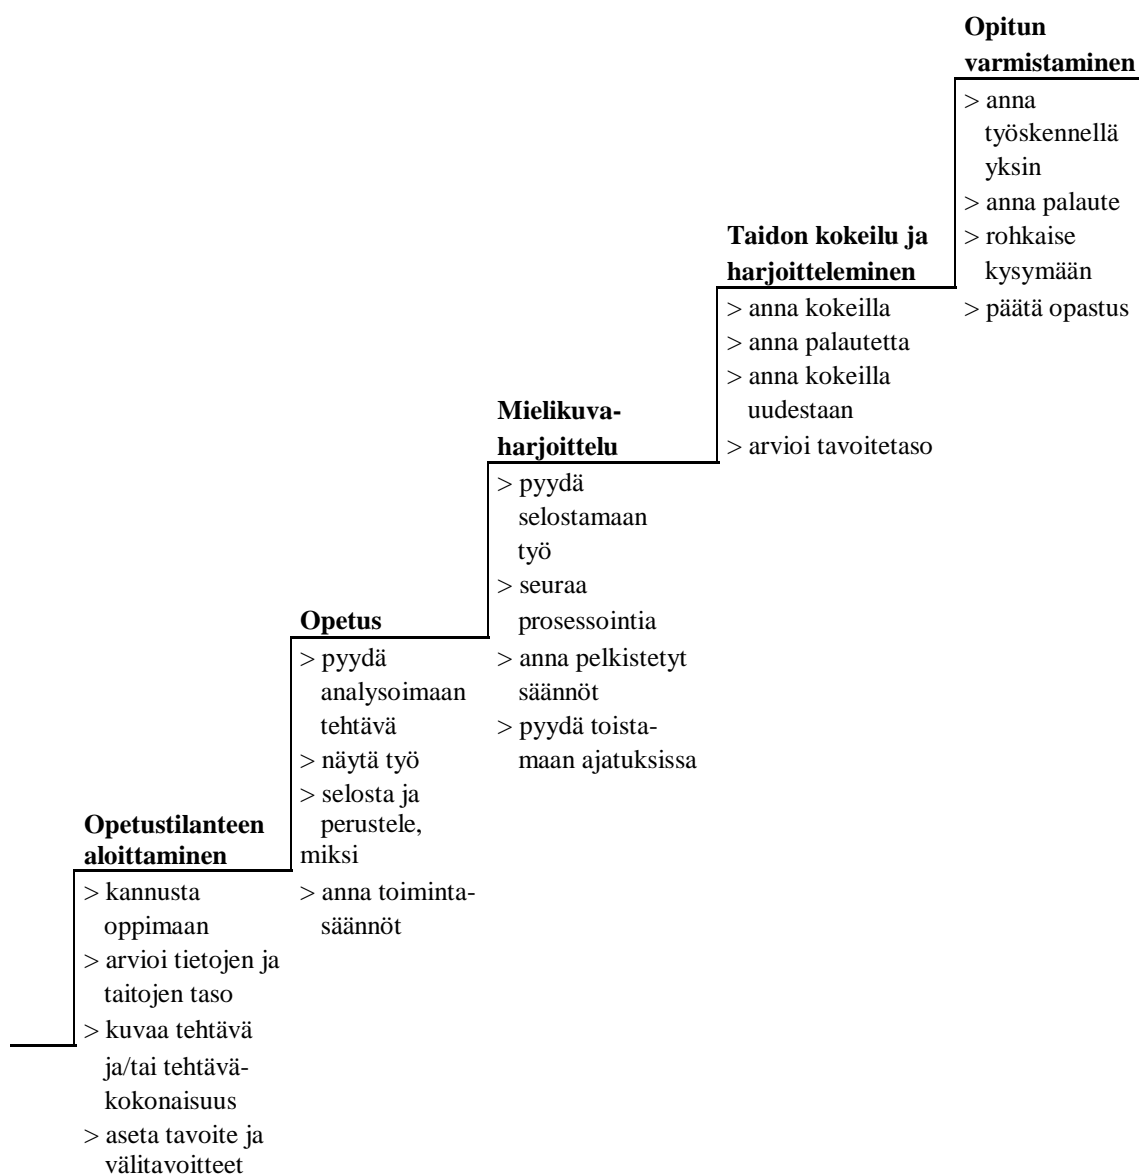 Opitun
varmistaminen
> anna
työskennellä
yksin
> anna palaute
> rohkaise
kysymään
> päätä opastus
Taidon kokeilu ja
harjoitteleminen
> anna kokeilla
> anna palautetta
> anna kokeilla
uudestaan
> arvioi tavoitetaso
Mielikuva-
harjoittelu
> pyydä
selostamaan
työ
> seuraa
prosessointia
> anna pelkistetyt
säännöt
> pyydä toista-
maan ajatuksissa
Opetus
> pyydä
analysoimaan
tehtävä
> näytä työ
> selosta ja
perustele,
miksi
> anna toiminta-
säännöt
Opetustilanteen
aloittaminen
> kannusta
oppimaan
> arvioi tietojen ja
taitojen taso
> kuvaa tehtävä
ja/tai tehtävä-
kokonaisuus
> aseta tavoite ja
välitavoitteet